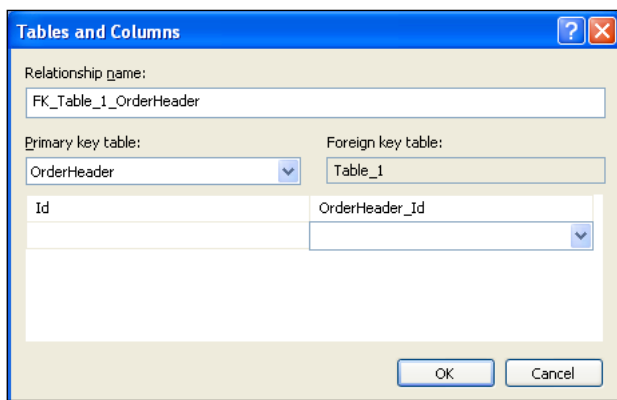 Tables and Columns
Relationship name:
FK_Table_1_OrderHeader
Primary key table:
Foreign key table:
OrderHeader
Table_1
Id
OrderHeader_Id
OK
Cancel